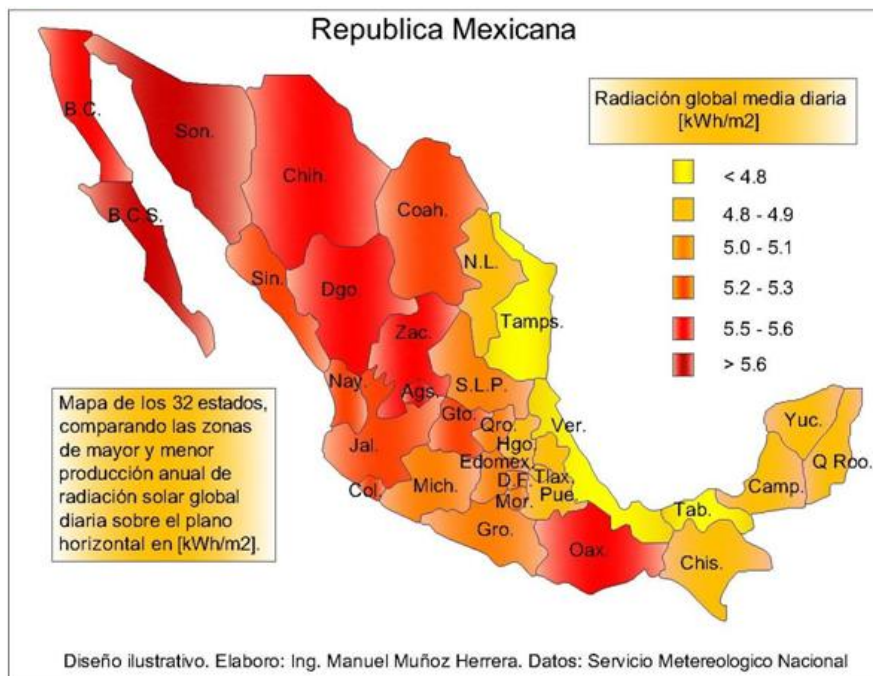 Republica Mexicana
Radiación global media diaria
[kWh/m2]
< 4.8
4.8 - 4.9
5.0 - 5.1
5.2 - 5.3
5.5 - 5.6
> 5.6
B.C.
Son.
Chih.
Coah.
B.C.S.
Sin.
Dgo
N.L.
Tamps.
Zac.
Nay.
Ags.
S.L.P.
Gto.
Qro.
Ver.
Hgo
Jal.
Edomex.
Col.
Mich.
D.F.
Tlax.
Mor.
Pue.
Gro.
Oax.
Tab.
Chis.
Camp.
Yuc.
Q Roo.
Mapa de los 32 estados,
comparando las zonas
de mayor y menor
producción anual de
radiación solar global
diaria sobre el plano
horizontal en [kWh/m2].
Diseño ilustrativo. Elaboro: Ing. Manuel Muñoz Herrera. Datos: Servicio Metereologico Nacional